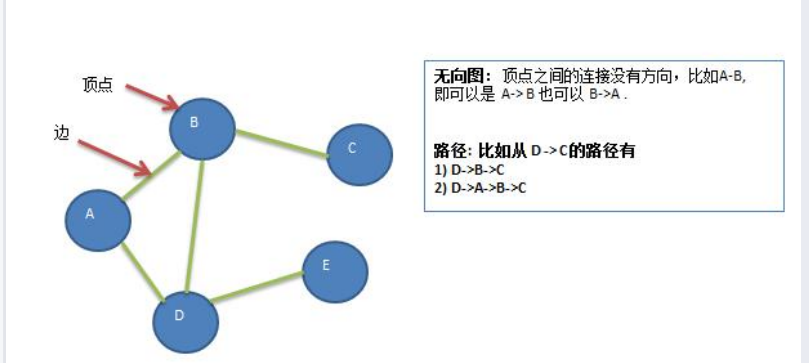 顶点
边
B
C
A
E
D
无向图： 顶点之间的连接没有方向，比如A-B,
即可以是 A-> B 也可以 B->A .
路径: 比如从 D->C的路径有
1) D->B->C
2) D->A->B->C